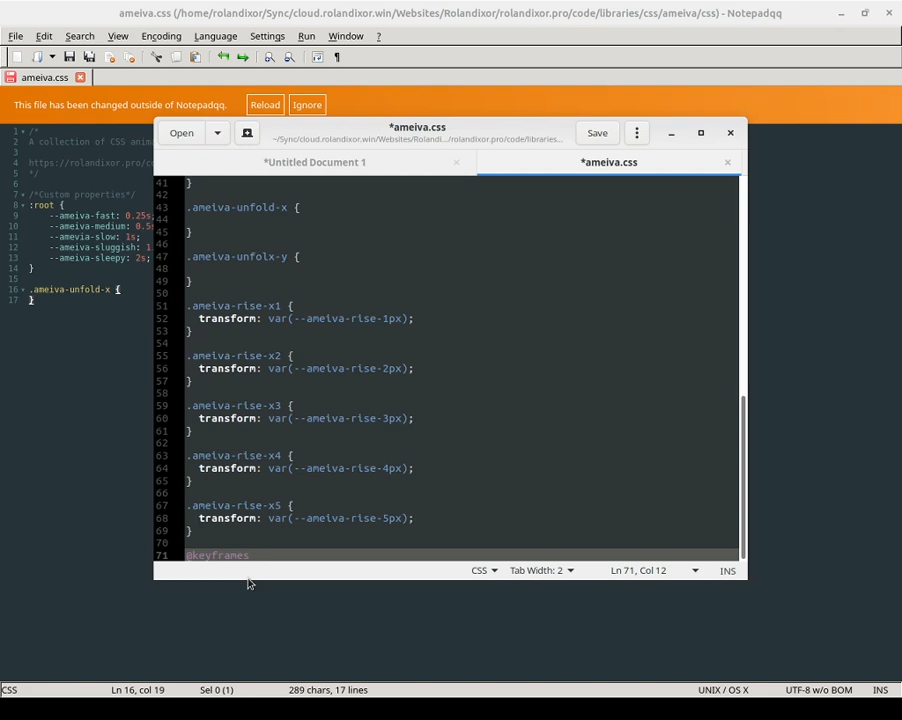 ameiva.css (/home/rolandixor/Sync/cloud.rolandixor.win/Websites/Rolandixor/rolandixor.pro/code/libraries/css/ameiva/css) - Notepadqq
File Edit Search View Encoding Language Settings Run Window ?
ameiva.css
This file has been changed outside of Notepadqq. Reload Ignore
1 /*
2 A collection of CSS anim
3
4 https://rolandixor.pro/co
5 */
6
7 /*Custom properties*/
8 :root {
9 --ameiva-fast: 0.25s;
10 --ameiva-medium: 0.5s
11 --amevia-slow: 1s;
12 --ameiva-sluggish: 1.
13 --ameiva-sleepy: 2s;
14 }
15
16 .ameiva-unfold-x {
17 }
Open *ameiva.css Save
~/Sync/cloud.rolandixor.win/Websites/Rolandi.../rolandixor.pro/code/libraries...
*Untitled Document 1 *ameiva.css
41 }
42
43 .ameiva-unfold-x {
44
45 }
46
47 .ameiva-unfolx-y {
48
49 }
50
51 .ameiva-rise-x1 {
52 transform: var(--ameiva-rise-1px);
53 }
54
55 .ameiva-rise-x2 {
56 transform: var(--ameiva-rise-2px);
57 }
58
59 .ameiva-rise-x3 {
60 transform: var(--ameiva-rise-3px);
61 }
62
63 .ameiva-rise-x4 {
64 transform: var(--ameiva-rise-4px);
65 }
66
67 .ameiva-rise-x5 {
68 transform: var(--ameiva-rise-5px);
69 }
70
71 @keyframes
CSS Tab Width: 2 Ln 71, Col 12 INS
CSS Ln 16, col 19 Sel 0 (1) 289 chars, 17 lines UNIX / OS X UTF-8 w/o BOM INS